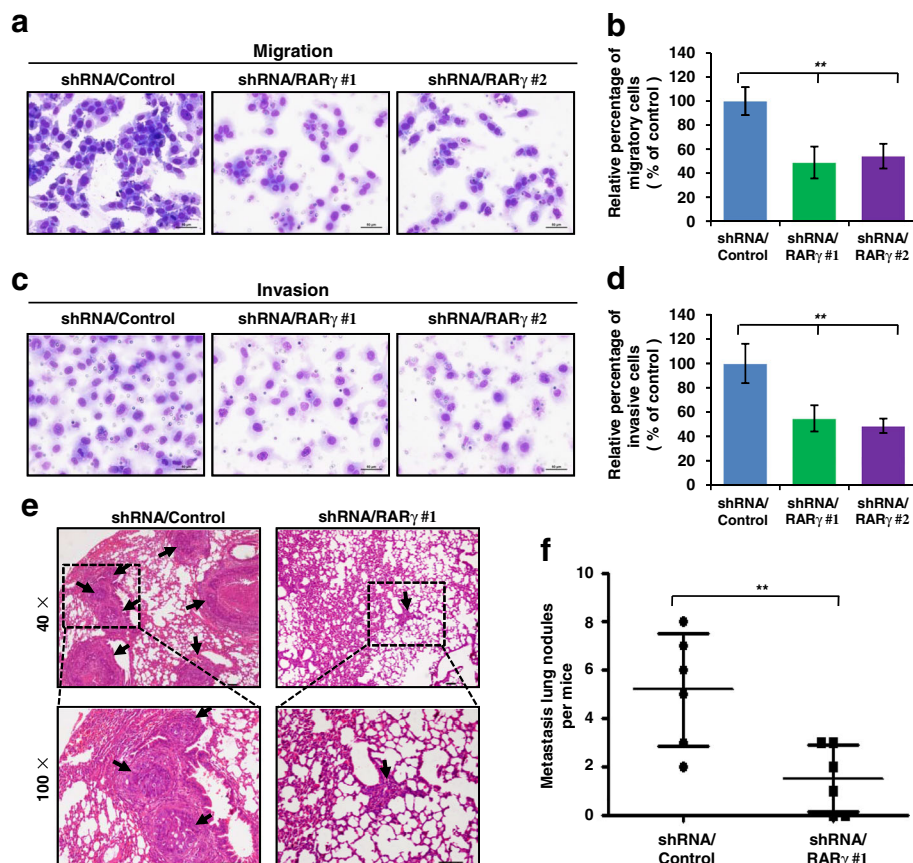 a
Migration
shRNA/Control shRNA/RARγ#1 shRNA/RARγ#2
b
Relative percentage of
migratory cells
( % of control )
140
120
100
80
60
40
20
0
**
shRNA/
Control
shRNA/
RARγ#1
shRNA/
RARγ#2
c
Invasion
shRNA/Control shRNA/RARγ#1 shRNA/RARγ#2
d
Relative percentage of
invasive cells
( % of control )
140
120
100
80
60
40
20
0
**
shRNA/
Control
shRNA/
RARγ#1
shRNA/
RARγ#2
e
shRNA/Control shRNA/RARγ#1
40 ×
100 ×
f
Metastasis lung nodules
per mice
10
8
6
4
2
0
**
shRNA/
Control
shRNA/
RARγ#1